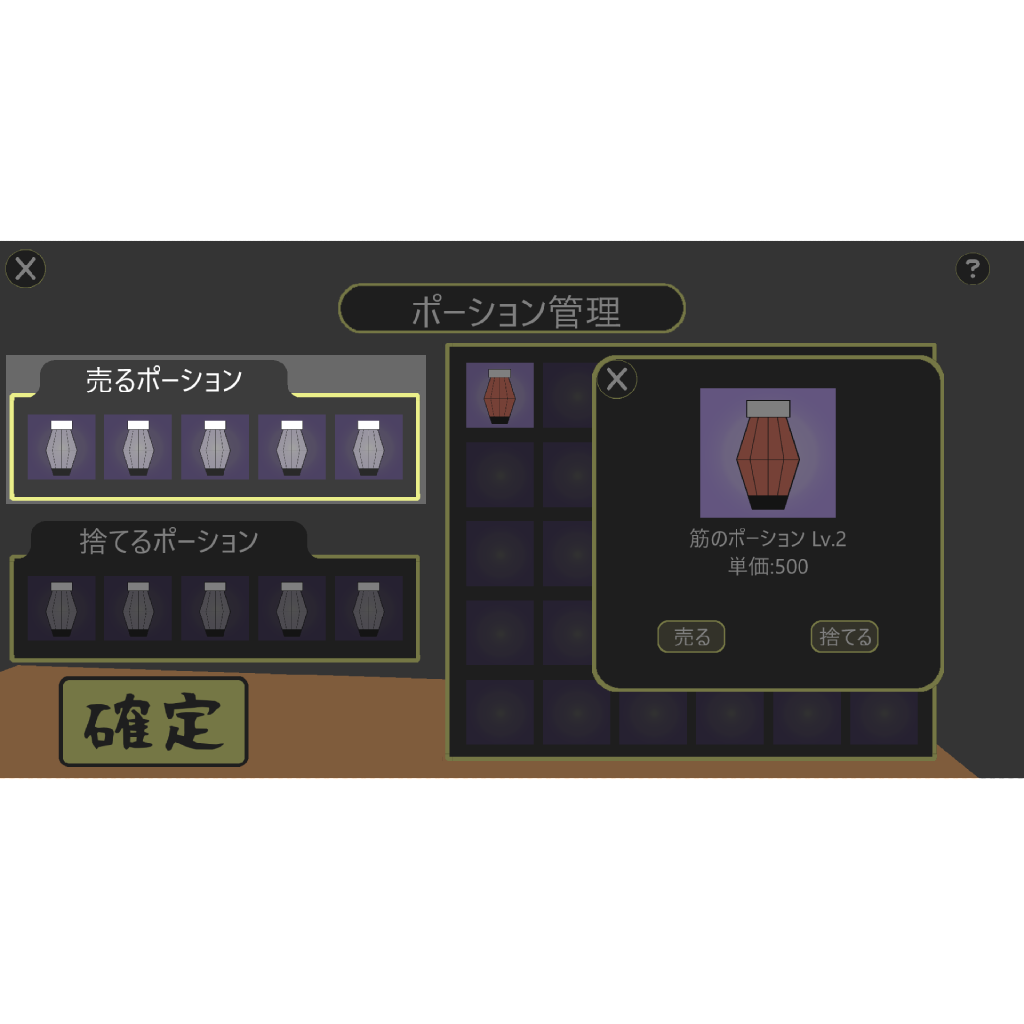 ?
ポーション管理
売るポーション
捨てるポーション
筋のポーション Lv.2
単価:500
売る
捨てる
確定